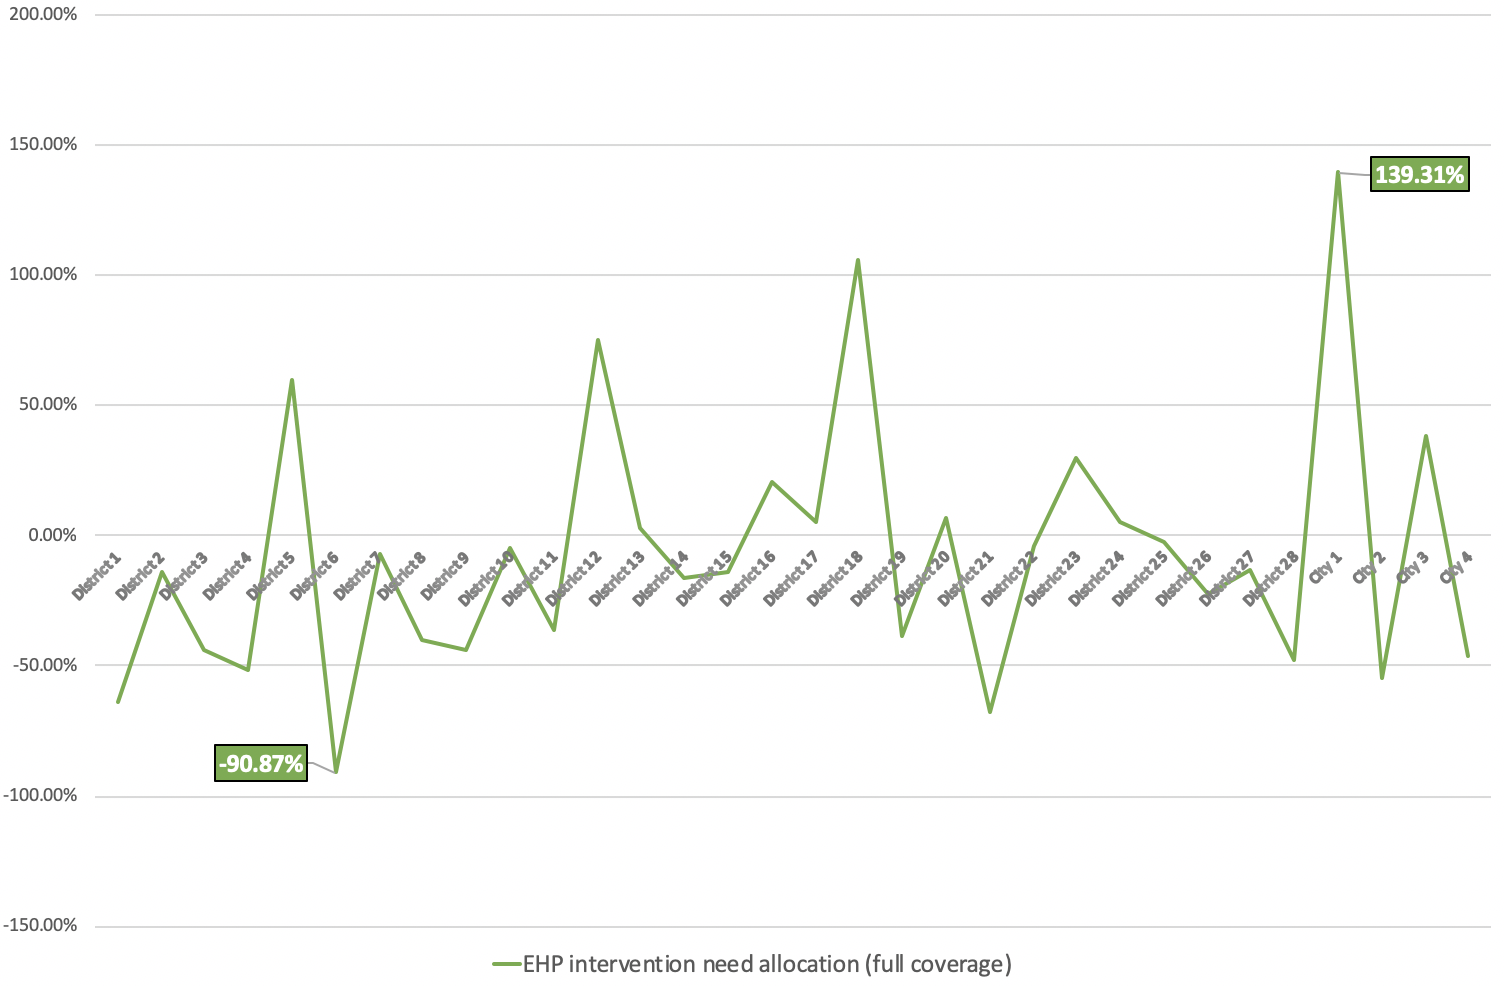 200.00%
150.00%
139.31%
100.00%
50.00%
0.00%
District 1
District 2
District 3
District 4
District 5
District 6
District 7
District 8
District 9
District 10
District 11
District 12
District 13
District 14
District 15
District 16
District 17
District 18
District 19
District 20
District 21
District 22
District 23
District 24
District 25
District 26
District 27
District 28
City 1
City 2
City 3
City 4
-50.00%
-90.87%
-100.00%
-150.00%
EHP intervention need allocation (full coverage)